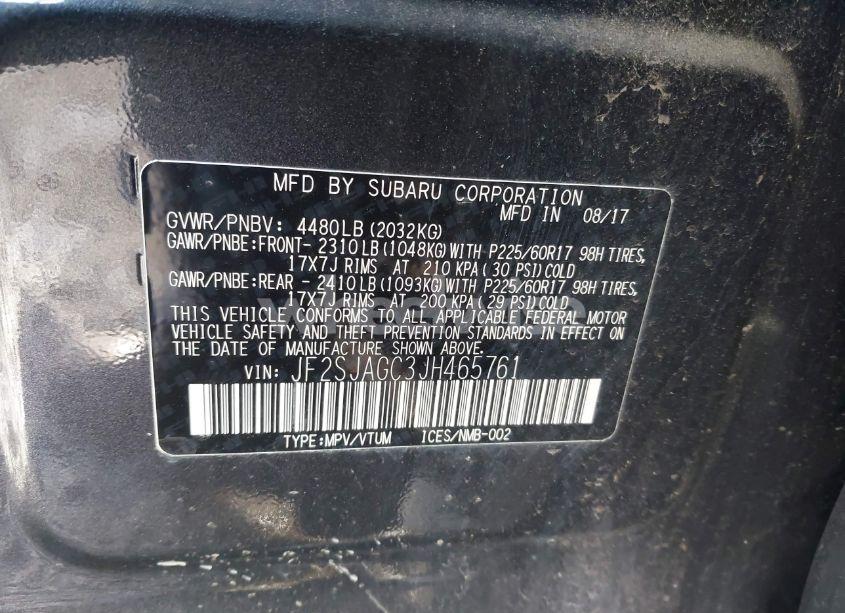 MFD BY SUBARU CORPORATION
MFD IN 08/17
GVWR/PNBV: 4480LB(2032KG)
GAWR/PNBE:FRONT- 2310LB(1048KG)WITH P225/60R17 98H TIRES,
17X7J RIMS AT 210 KPA( 30 PSI)COLD
GAWR/PNBE:REAR - 2410LB(1093KG)WITH P225/60R17 98H TIRES,
17X7J RIMS AT 200 KPA(29 PSI)COLD
THIS VEHICLE CONFORMS TO ALL APPLICABLE FEDERAL MOTOR
VEHICLE SAFETY AND THEFT PREVENTION STANDARDS IN EFFECT ON
THE DATE OF MANUFACTURE SHOWN ABOVE.
VIN: JF2SJAGC3JH465761
TYPE:MPV/VTUM ICES/NMB-002